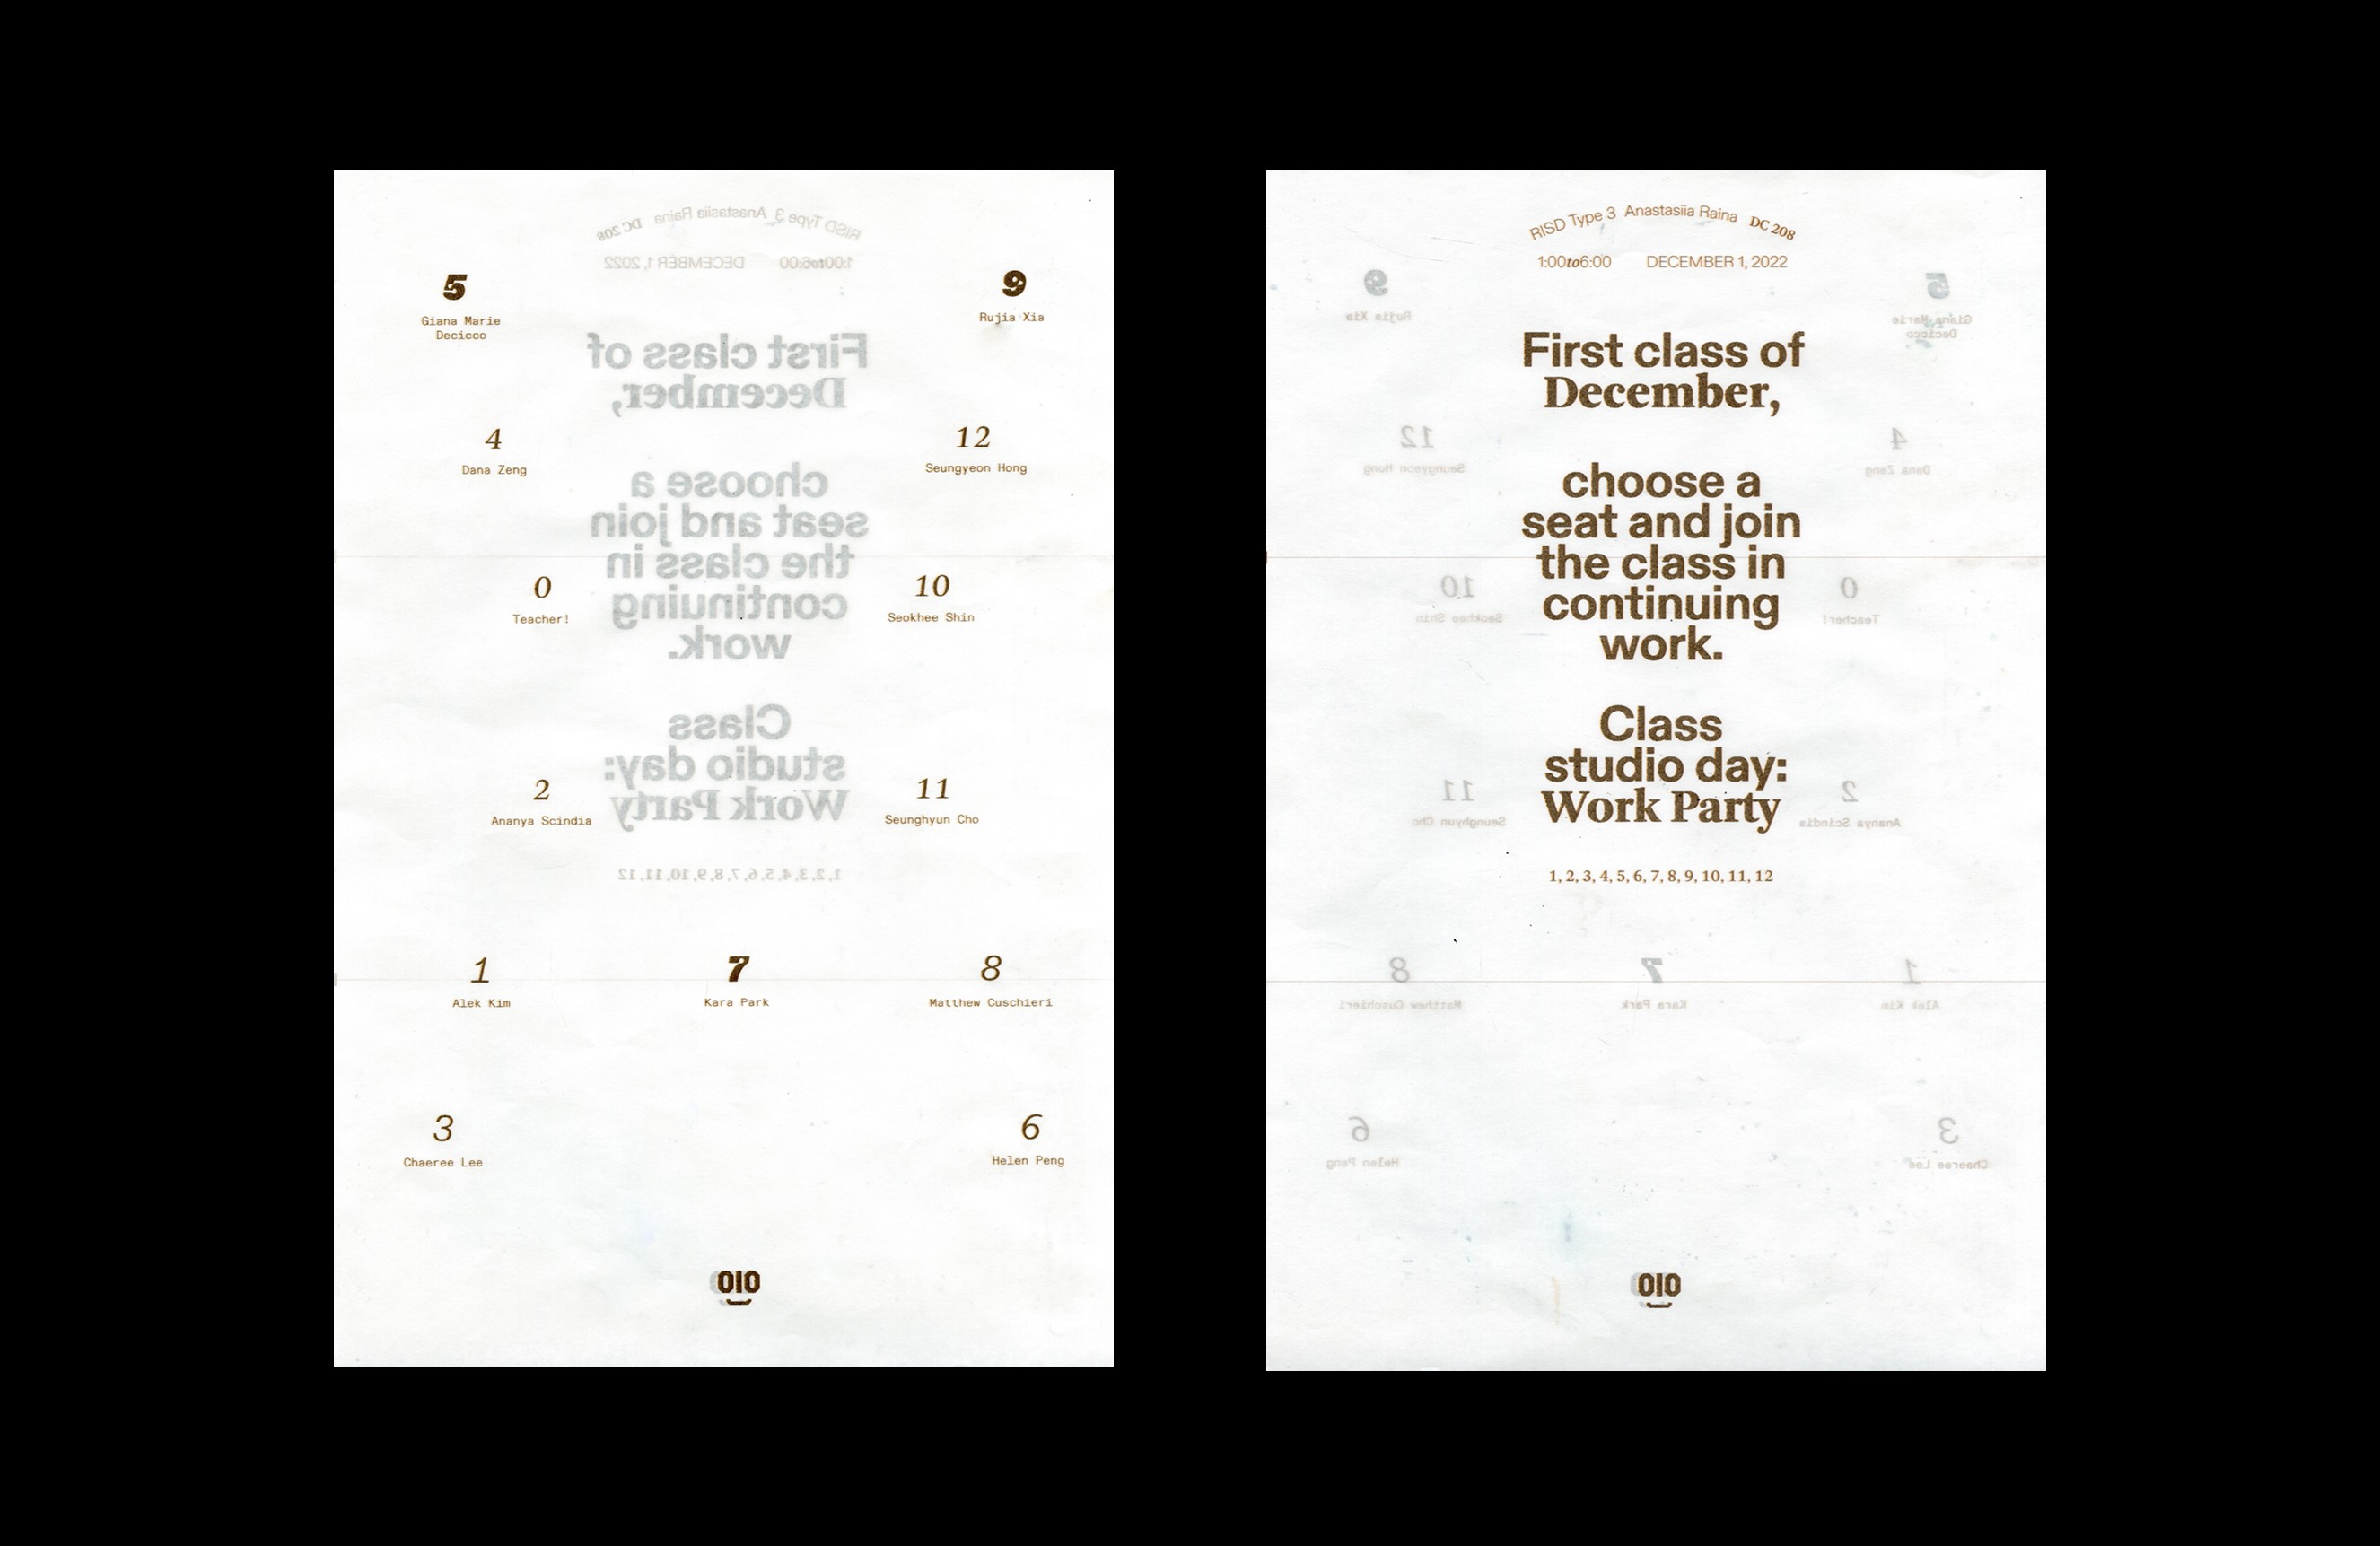 5
Giana Marie
Decicco
9
Rujia Xia
4
Dana Zeng
12
Seungyeon Hong
0
Teacher!
10
Seokhee Shin
2
Ananya Scindia
11
Seunghyun Cho
1
Alek Kim
7
Kara Park
8
Matthew Cuschieri
3
Chaeree Lee
6
Helen Peng
010
RISD Type 3 Anastasiia Raina DC 208
1:00to6:00 DECEMBER 1, 2022
First class of
December,
choose a
seat and join
the class in
continuing
work.
Class
studio day:
Work Party
1, 2, 3, 4, 5, 6, 7, 8, 9, 10, 11, 12
010